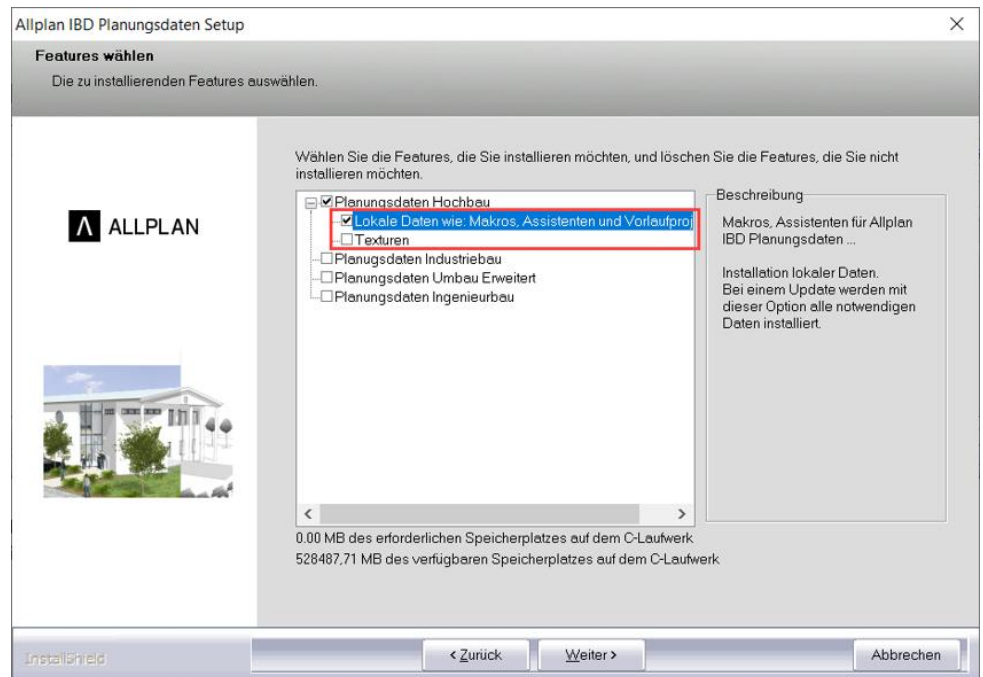 Allplan IBD Planungsdaten Setup
Features wählen
Die zu installierenden Features auswählen.
Wählen Sie die Features, die Sie installieren möchten, und löschen Sie die Features, die Sie nicht
installieren möchten.
ALLPLAN
Planungsdaten Hochbau
Lokale Daten wie: Makros, Assistenten und Vorlaufproj
Texturen
Planugsdaten Industriebau
Planungsdaten Umbau Erweitert
Planungsdaten Ingenieurbau
Beschreibung
Makros, Assistenten für Allplan
IBD Planungsdaten ...
Installation lokaler Daten.
Bei einem Update werden mit
dieser Option alle notwendigen
Daten installiert.
0.00 MB des erforderlichen Speicherplatzes auf dem C-Laufwerk
528487,71 MB des verfügbaren Speicherplatzes auf dem C-Laufwerk
InstallShield
< Zurück
Weiter >
Abbrechen